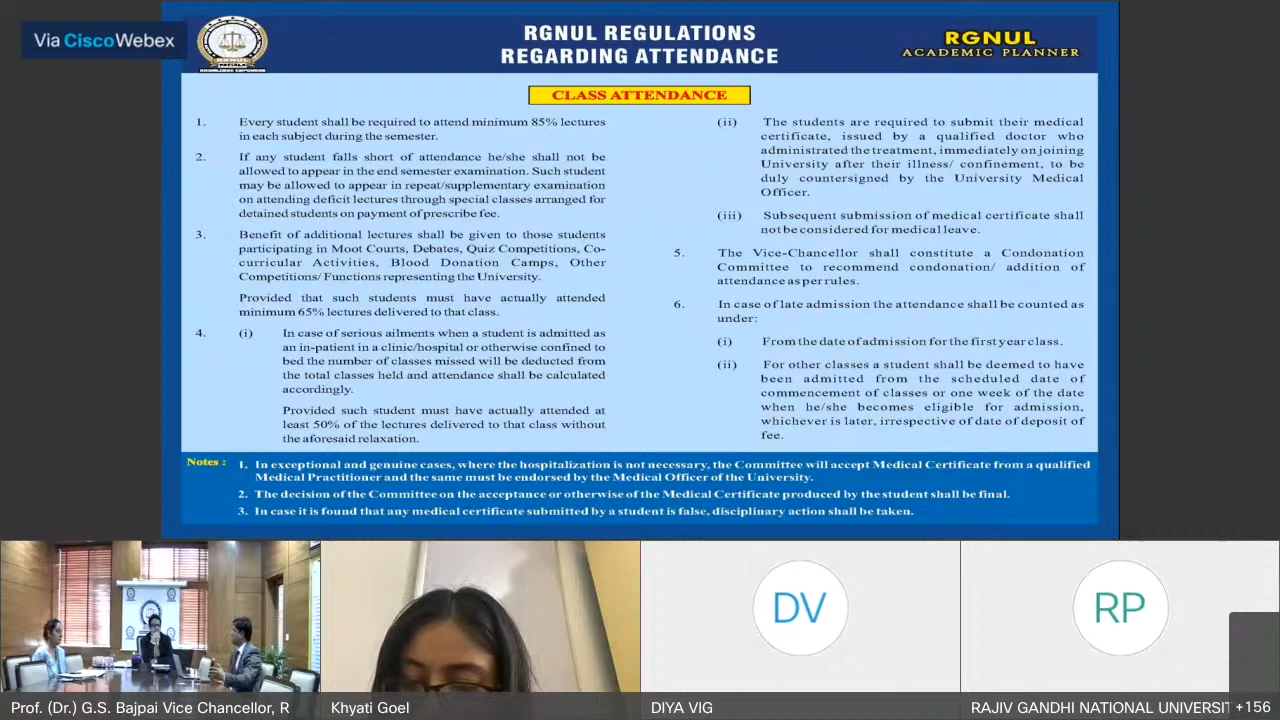 Via CiscoWebex
RGNUL REGULATIONS
REGARDING ATTENDANCE
RGNUL
ACADEMIC PLANNER
CLASS ATTENDANCE
1. Every student shall be required to attend minimum 85% lectures
in each subject during the semester.
2. If any student falls short of attendance he/she shall not be
allowed to appear in the end semester examination. Such student
may be allowed to appear in repeat/supplementary examination
on attending deficit lectures through special classes arranged for
detained students on payment of prescribe fee.
3. Benefit of additional lectures shall be given to those students
participating in Moot Courts, Debates, Quiz Competitions, Co-
curricular Activities, Blood Donation Camps, Other
Competitions/ Functions representing the University.
Provided that such students must have actually attended
minimum 65% lectures delivered to that class.
4. (i) In case of serious ailments when a student is admitted as
an in-patient in a clinic/hospital or otherwise confined to
bed the number of classes missed will be deducted from
the total classes held and attendance shall be calculated
accordingly.
Provided such student must have actually attended at
least 50% of the lectures delivered to that class without
the aforesaid relaxation.
(ii) The students are required to submit their medical
certificate, issued by a qualified doctor who
administrated the treatment, immediately on joining
University after their illness/ confinement, to be
duly countersigned by the University Medical
Officer.
(iii) Subsequent submission of medical certificate shall
not be considered for medical leave.
5. The Vice-Chancellor shall constitute a Condonation
Committee to recommend condonation/ addition of
attendance as per rules.
6. In case of late admission the attendance shall be counted as
under:
(i) From the date of admission for the first year class.
(ii) For other classes a student shall be deemed to have
been admitted from the scheduled date of
commencement of classes or one week of the date
when he/she becomes eligible for admission,
whichever is later, irrespective of date of deposit of
fee.
Notes : 1. In exceptional and genuine cases, where the hospitalization is not necessary, the Committee will accept Medical Certificate from a qualified
Medical Practitioner and the same must be endorsed by the Medical Officer of the University.
2. The decision of the Committee on the acceptance or otherwise of the Medical Certificate produced by the student shall be final.
3. In case it is found that any medical certificate submitted by a student is false, disciplinary action shall be taken.
DV
RP
Prof. (Dr.) G.S. Bajpai Vice Chancellor, R
Khyati Goel
DIYA VIG
RAJIV GANDHI NATIONAL UNIVERSIT
+156